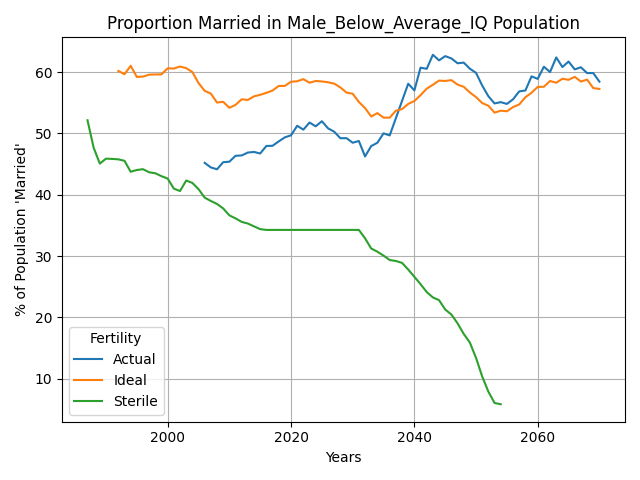 Proportion Married in Male_Below_Average_IQ Population
% of Population 'Married'
60
50
40
30
20
10
Fertility
Actual
Ideal
Sterile
2000 2020 2040 2060
Years